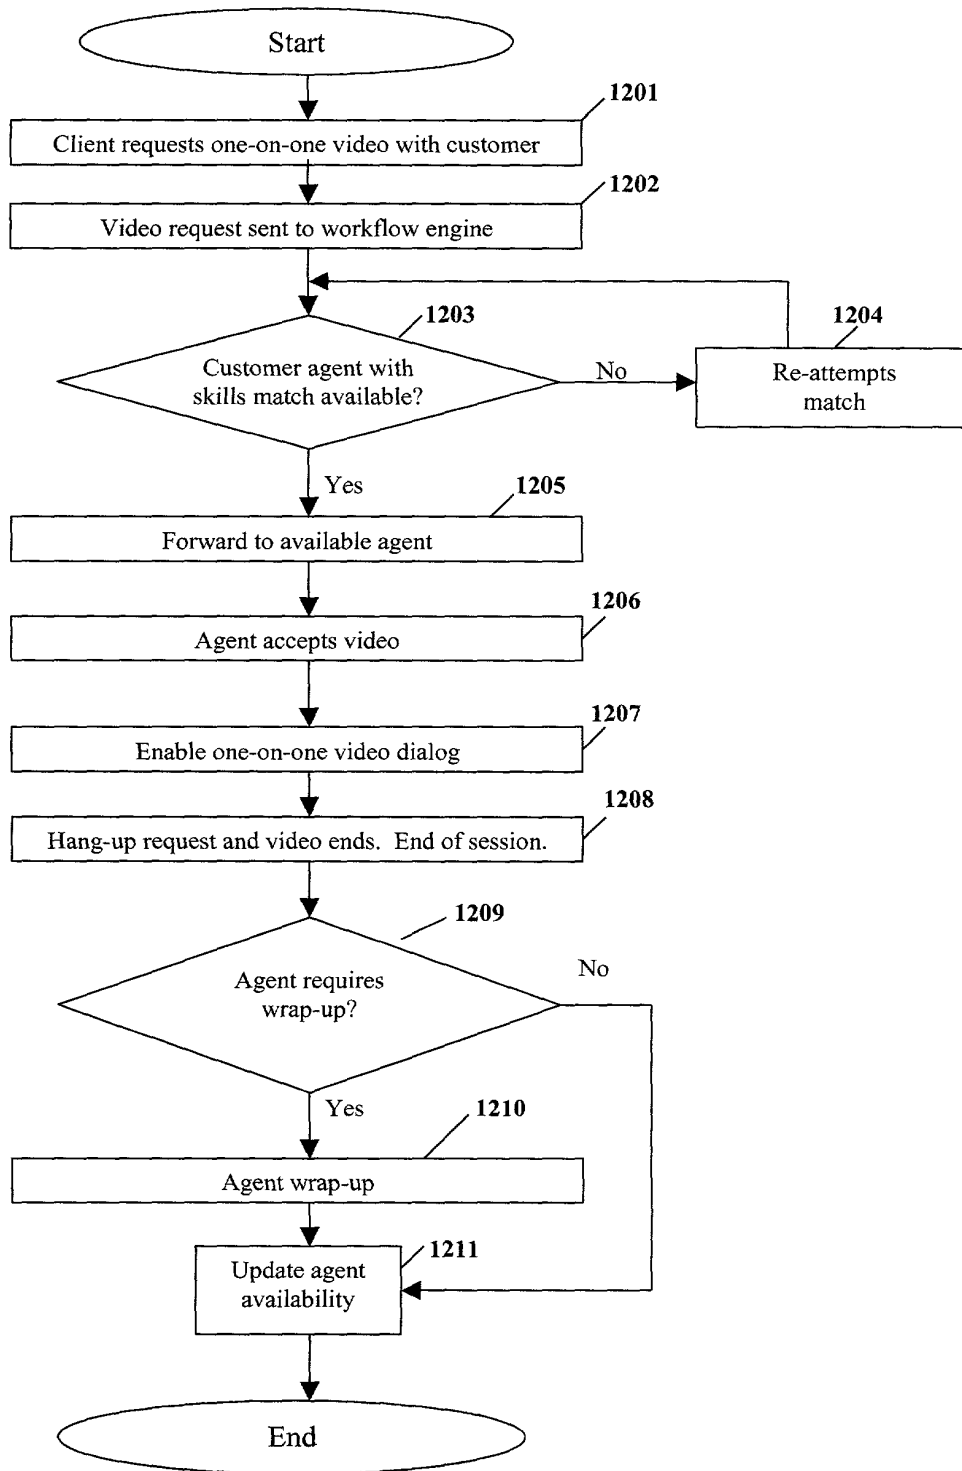 Start
1201
Client requests one-on-one video with customer
1202
Video request sent to workflow engine
1203
Customer agent with
skills match available?
No
1204
Re-attempts
match
Yes
1205
Forward to available agent
1206
Agent accepts video
1207
Enable one-on-one video dialog
1208
Hang-up request and video ends. End of session.
1209
Agent requires
wrap-up?
No
Yes
1210
Agent wrap-up
1211
Update agent
availability
End